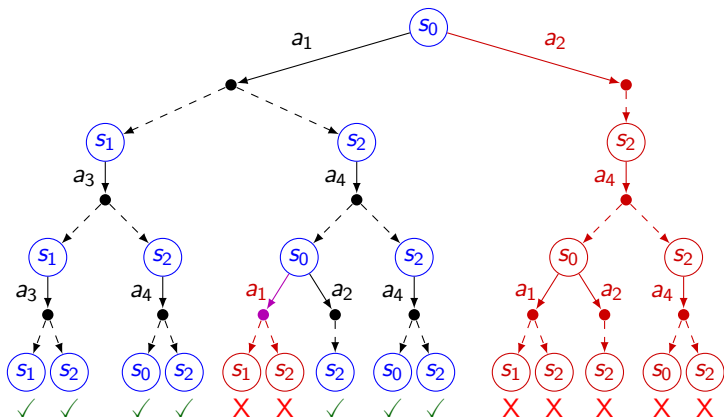 s0
a1 a2
s1 s2 s2
a3 a4 a4
s1 s2 s0 s2 s0 s2
a3 a4 a1 a2 a4 a1 a2 a4
s1 s2 s0 s2 s1 s2 s2 s0 s2 s1 s2 s2 s0 s2
✓ ✓ ✓ ✓ X X ✓ ✓ ✓ X X X X X